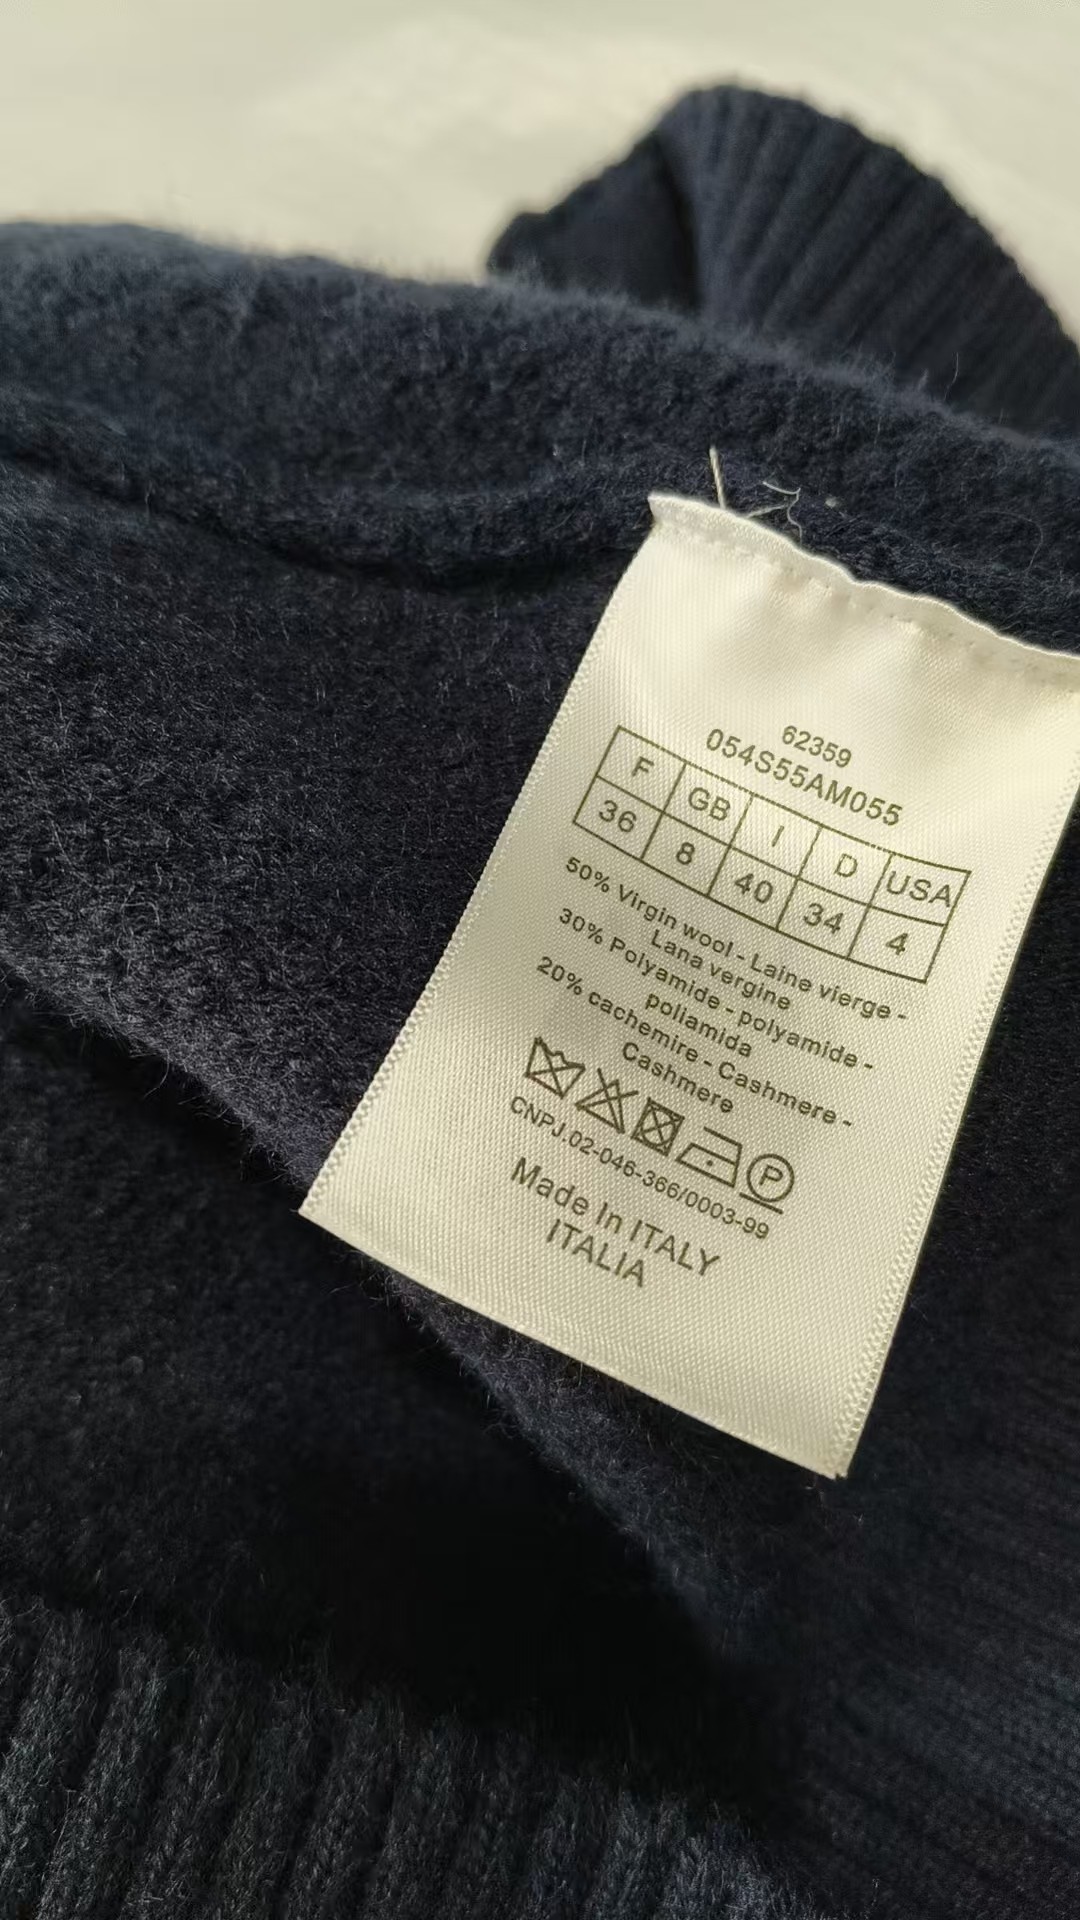 62359
054S55AM055
F GB I D USA
36 8 40 34 4
50% Virgin wool - Laine vierge -
Lana vergine
30% Polyamide - polyamide -
poliamida
20% cachemire - Cashmere -
Cashmere
P
CNPJ.02-046-366/0003-99
Made In ITALY
ITALIA